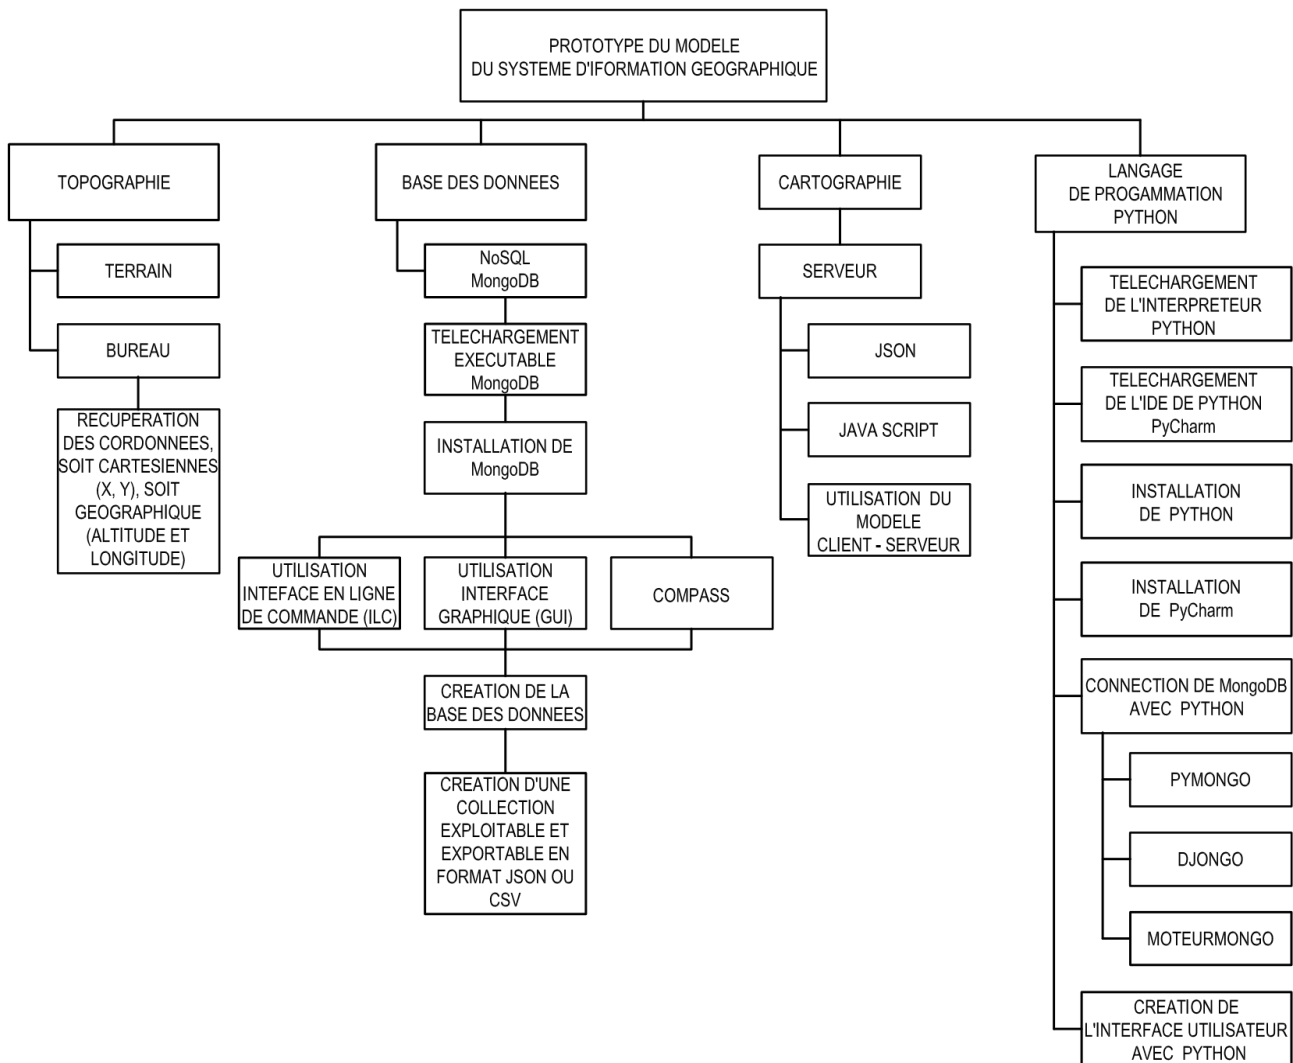 PROTOTYPE DU MODELE
DU SYSTEME D'IFORMATION GEOGRAPHIQUE
TOPOGRAPHIE
TERRAIN
BUREAU
RECUPERATION
DES CORDONNEES,
SOIT CARTESIENNES
(X, Y), SOIT
GEOGRAPHIQUE
(ALTITUDE ET
LONGITUDE)
BASE DES DONNEES
NoSQL
MongoDB
TELECHARGEMENT
EXECUTABLE
MongoDB
INSTALLATION DE
MongoDB
UTILISATION
INTEFACE EN LIGNE
DE COMMANDE (ILC)
UTILISATION
INTERFACE
GRAPHIQUE (GUI)
COMPASS
CREATION DE LA
BASE DES DONNEES
CREATION D'UNE
COLLECTION
EXPLOITABLE ET
EXPORTABLE EN
FORMAT JSON OU
CSV
CARTOGRAPHIE
SERVEUR
JSON
JAVA SCRIPT
UTILISATION DU
MODELE
CLIENT - SERVEUR
LANGAGE
DE PROGAMMATION
PYTHON
TELECHARGEMENT
DE L'INTERPRETEUR
PYTHON
TELECHARGEMENT
DE L'IDE DE PYTHON
PyCharm
INSTALLATION
DE PYTHON
INSTALLATION
DE PyCharm
CONNECTION DE MongoDB
AVEC PYTHON
PYMONGO
DJONGO
MOTEURMONGO
CREATION DE
L'INTERFACE UTILISATEUR
AVEC PYTHON